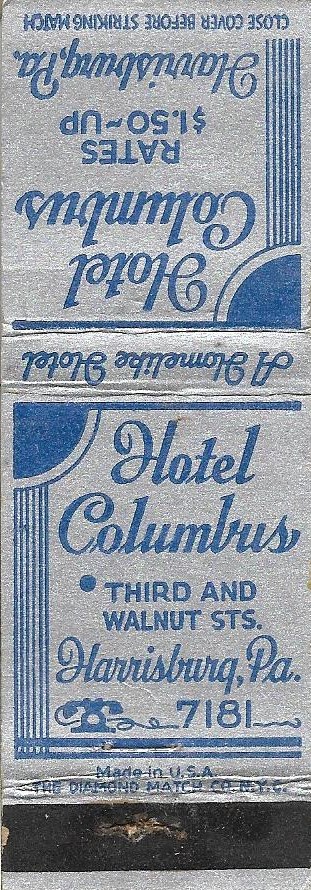 CLOSE COVER BEFORE STRIKING MATCH
Hotel
Columbus
RATES
$1.50~UP
Harrisburg, Pa.
A Homelike Hotel
Hotel
Columbus
THIRD AND
WALNUT STS.
Harrisburg, Pa.
7181
Made in U.S.A.
THE DIAMOND MATCH CO. N.Y.C.